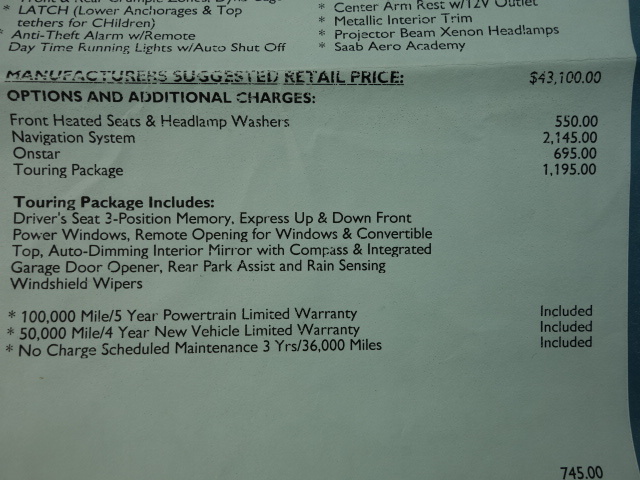 * LATCH (Lower Anchorages & Top
tethers for CHildren)
* Anti-Theft Alarm w/Remote
Day Time Running Lights w/Auto Shut Off
* Center Arm Rest w/12V Outlet
* Metallic Interior Trim
* Projector Beam Xenon Headlamps
* Saab Aero Academy
MANUFACTURERS SUGGESTED RETAIL PRICE: $43,100.00
OPTIONS AND ADDITIONAL CHARGES:
Front Heated Seats & Headlamp Washers 550.00
Navigation System 2,145.00
Onstar 695.00
Touring Package 1,195.00
Touring Package Includes:
Driver's Seat 3-Position Memory, Express Up & Down Front
Power Windows, Remote Opening for Windows & Convertible
Top, Auto-Dimming Interior Mirror with Compass & Integrated
Garage Door Opener, Rear Park Assist and Rain Sensing
Windshield Wipers
* 100,000 Mile/5 Year Powertrain Limited Warranty Included
* 50,000 Mile/4 Year New Vehicle Limited Warranty Included
* No Charge Scheduled Maintenance 3 Yrs/36,000 Miles Included
745.00